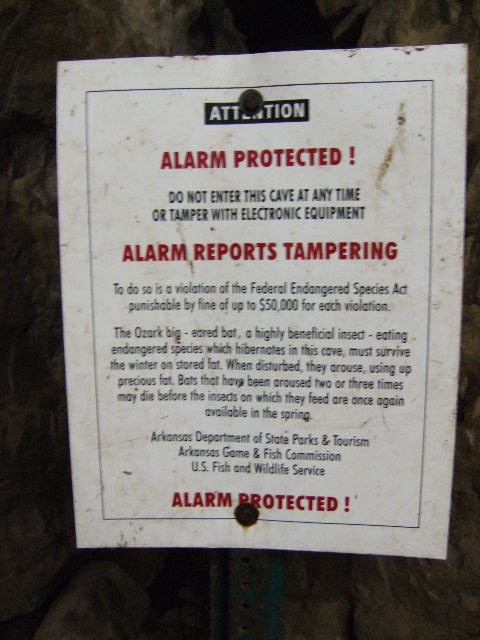 ATTENTION
ALARM PROTECTED !
DO NOT ENTER THIS CAVE AT ANY TIME
OR TAMPER WITH ELECTRONIC EQUIPMENT
ALARM REPORTS TAMPERING
To do so is a violation of the Federal Endangered Species Act
punishable by fine of up to $50,000 for each violation.
The Ozark big - eared bat, a highly beneficial insect - eating
endangered species which hibernates in this cave, must survive
the winter on stored fat. When disturbed, they arouse, using up
precious fat. Bats that have been aroused two or three times
may die before the insects on which they feed are once again
available in the spring.
Arkansas Department of State Parks & Tourism
Arkansas Game & Fish Commission
U.S. Fish and Wildlife Service
ALARM PROTECTED !